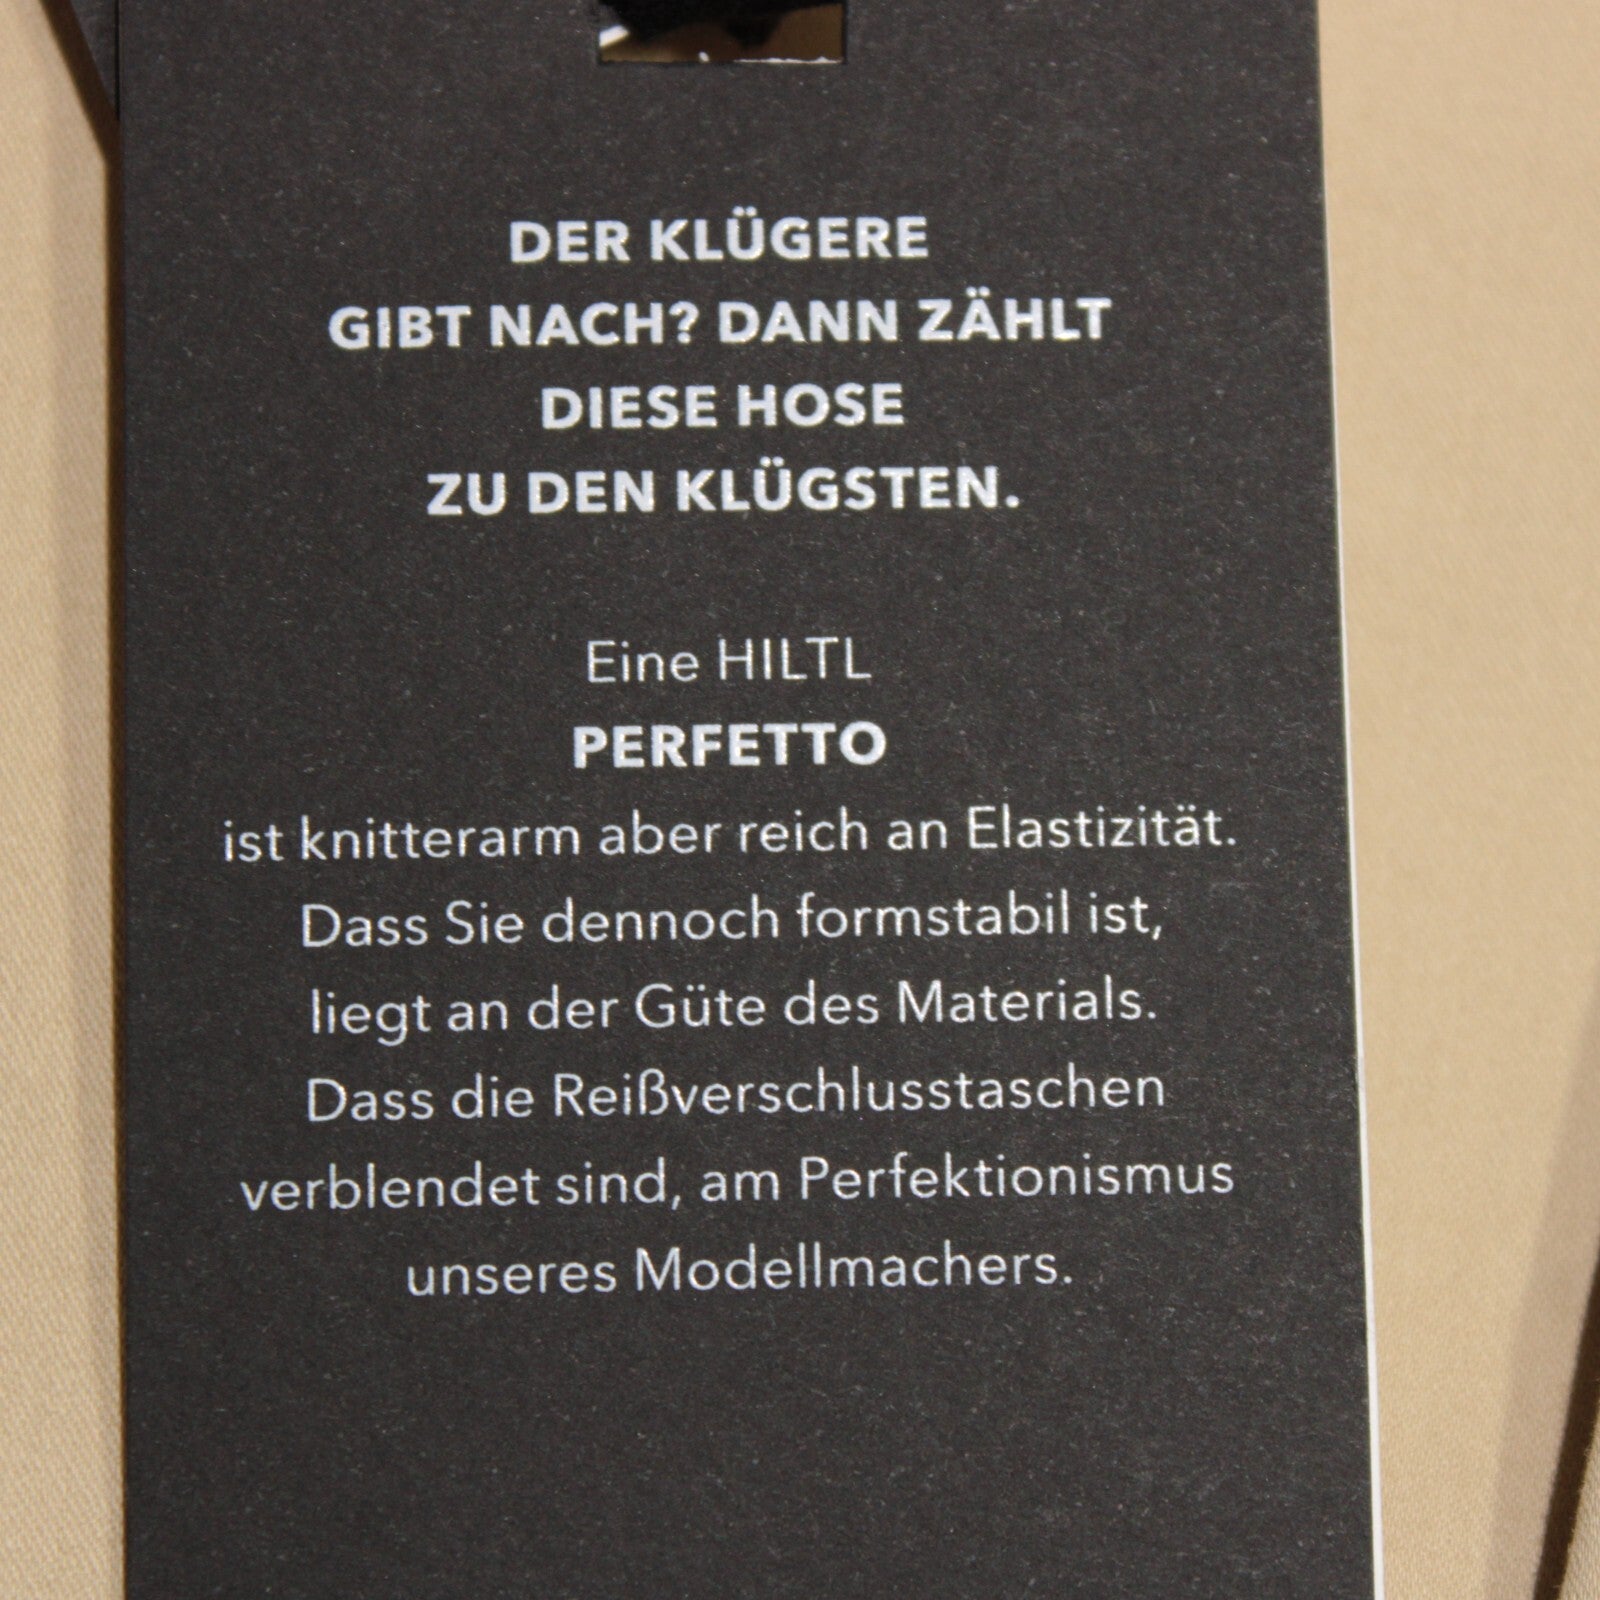 DER KLÜGERE
GIBT NACH? DANN ZÄHLT
DIESE HOSE
ZU DEN KLÜGSTEN.
Eine HILTL
PERFETTO
ist knitterarm aber reich an Elastizität.
Dass Sie dennoch formstabil ist,
liegt an der Güte des Materials.
Dass die Reißverschlusstaschen
verblendet sind, am Perfektionismus
unseres Modellmachers.